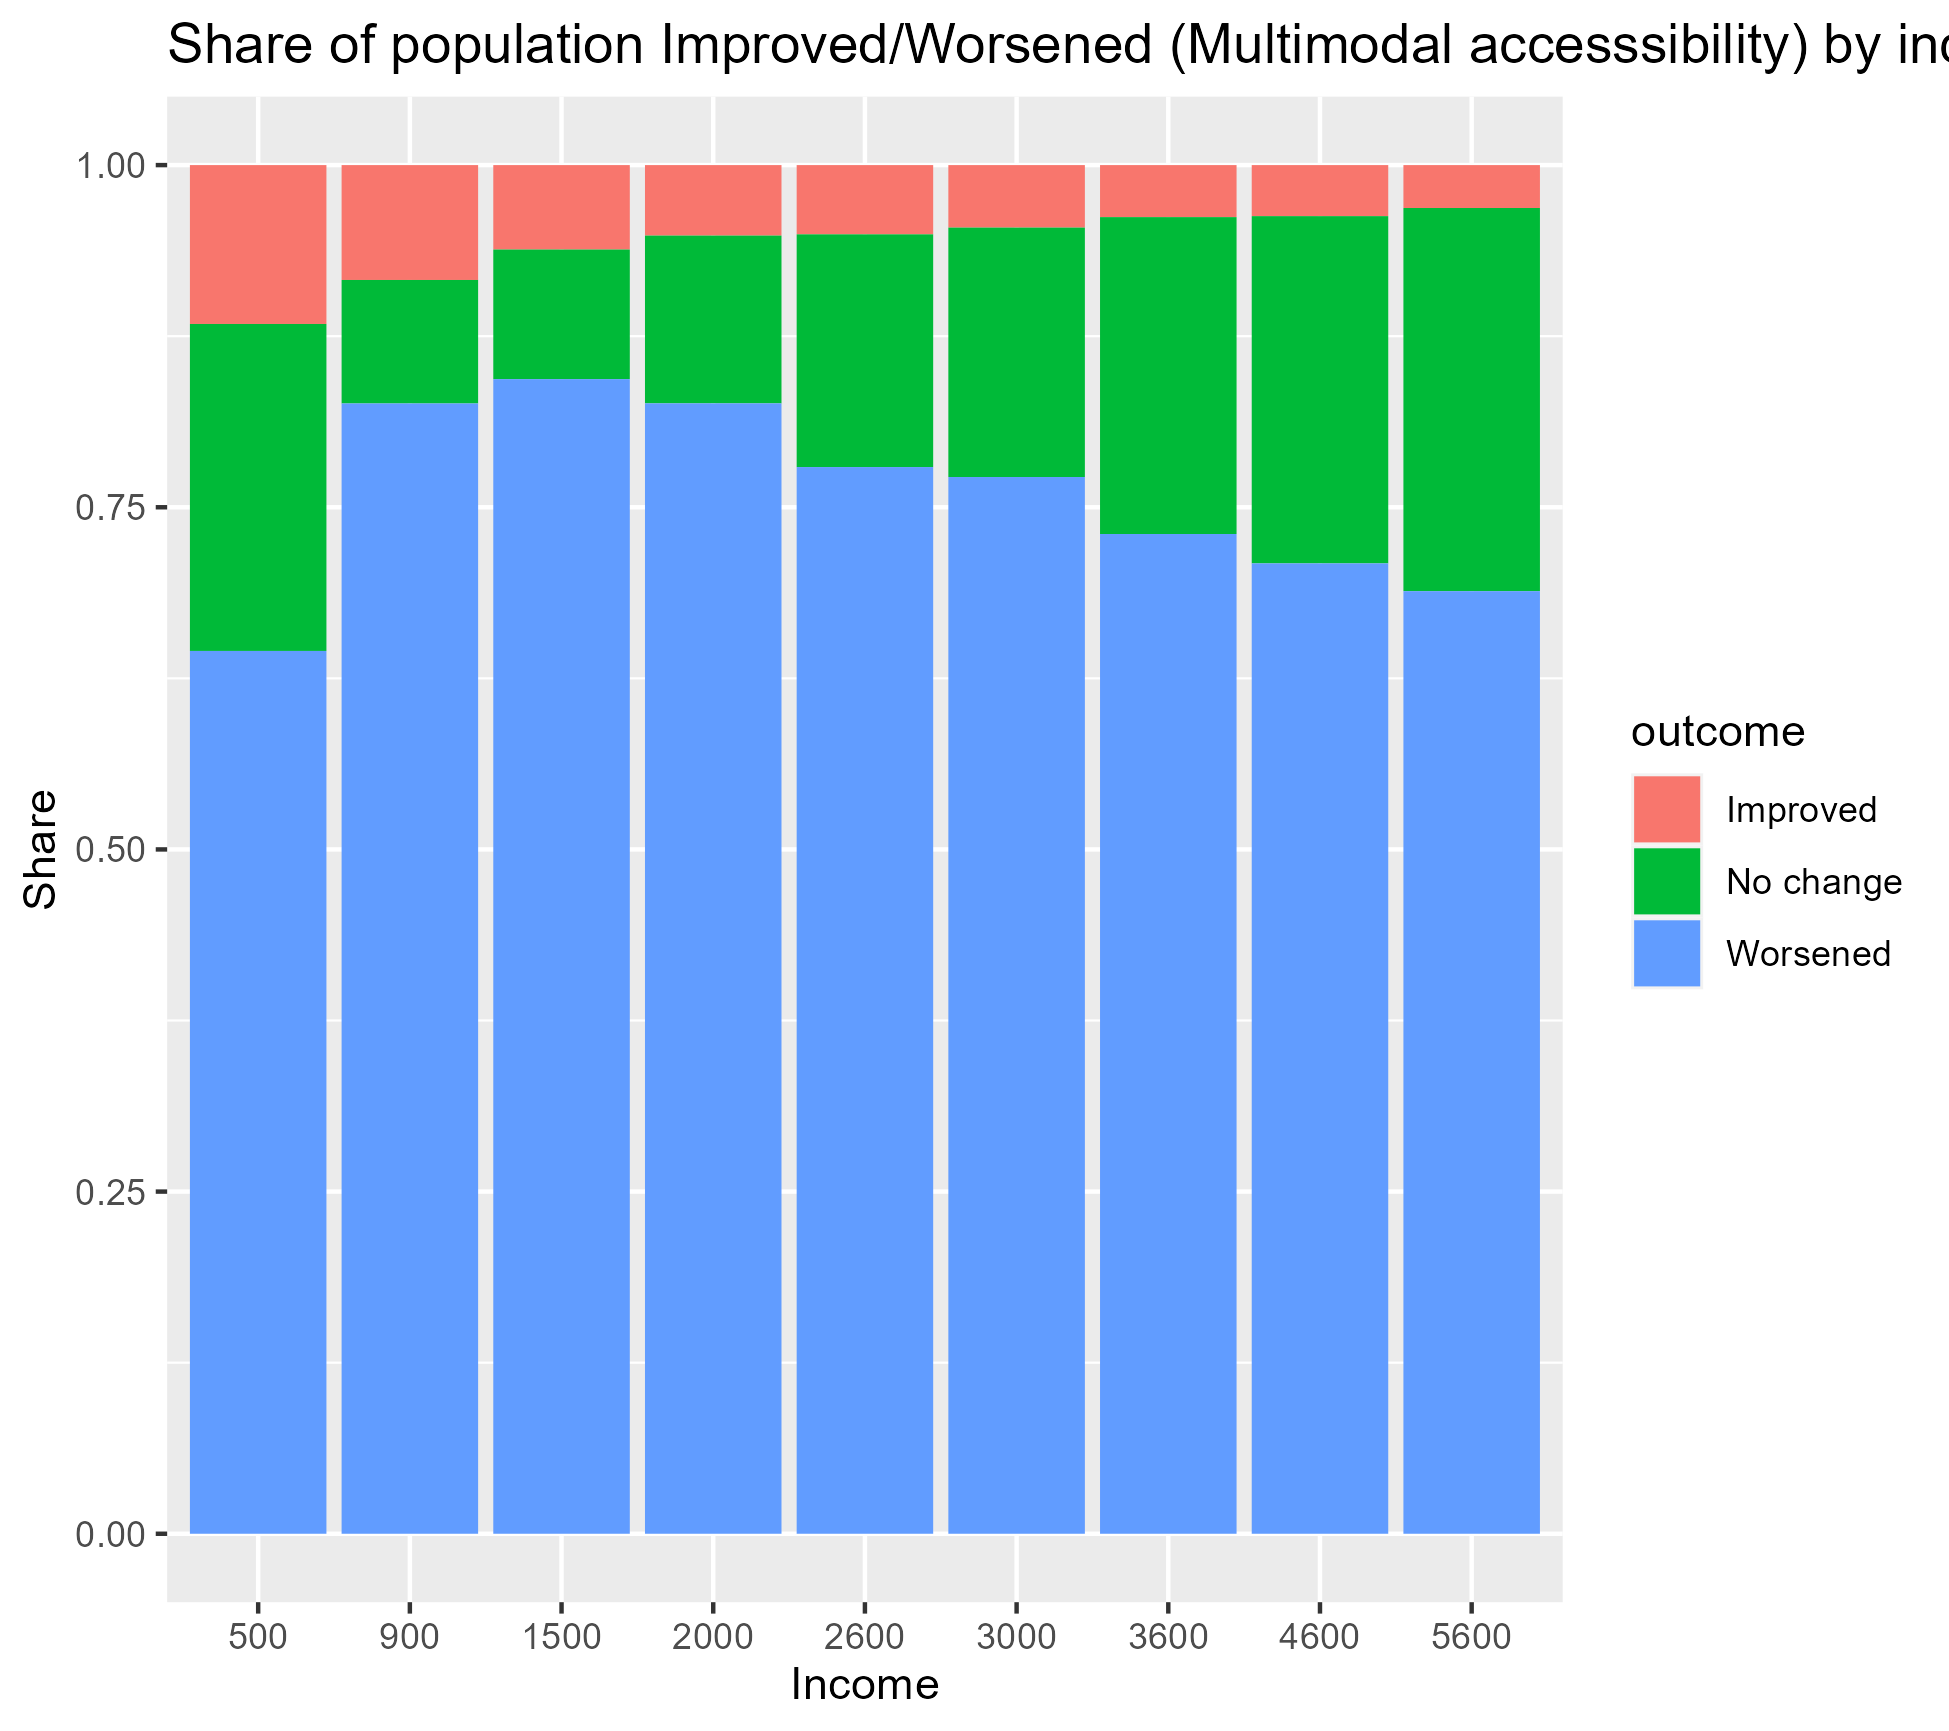 Share of population Improved/Worsened (Multimodal accesssibility) by
1.00
0.75
0.50
0.25
0.00
Share
500 900 1500 2000 2600 3000 3600 4600 5600
Income
outcome
Improved
No change
Worsened